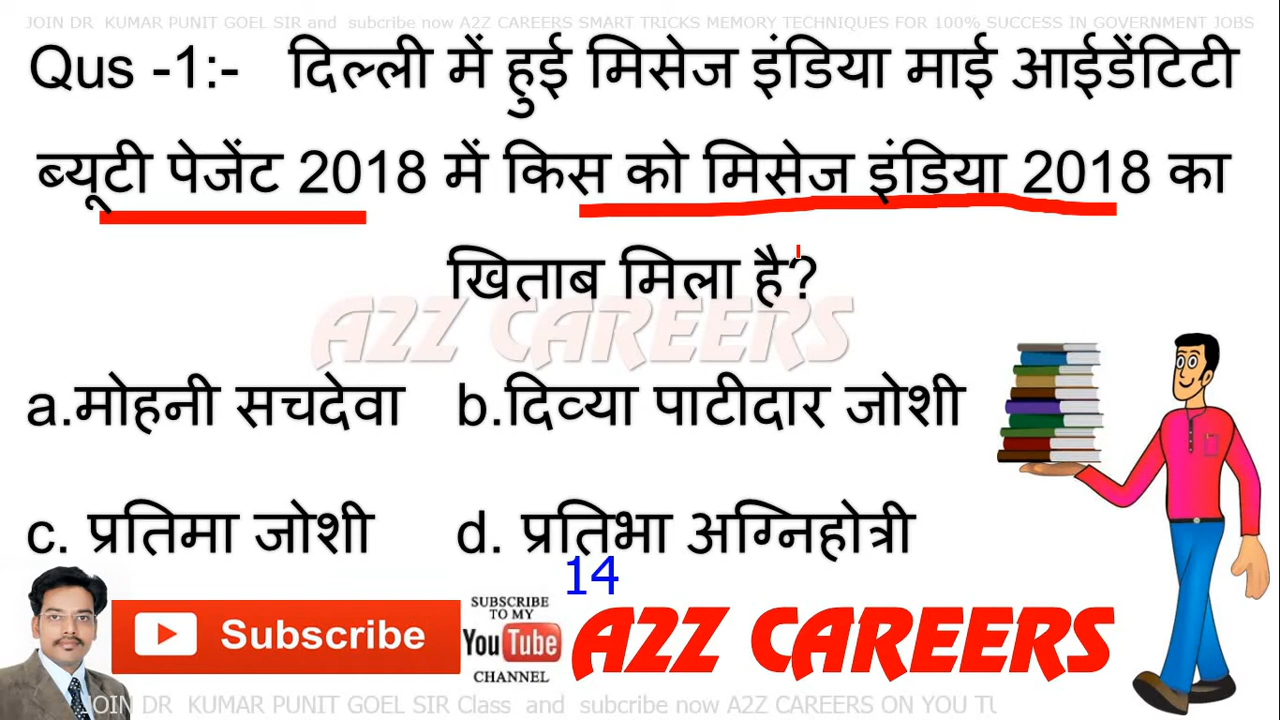 JOIN DR KUMAR PUNIT GOEL SIR and subcribe now A2Z CAREERS SMART TRICKS MEMORY TECHNIQUES FOR 100% SUCCESS IN GOVERNMENT JOBS
Qus -1:- दिल्ली में हुई मिसेज इंडिया माई आईडेंटिटी
ब्यूटी पेजेंट 2018 में किस को मिसेज इंडिया 2018 का
खिताब मिला है?
A2Z CAREERS
a.मोहनी सचदेवा b.दिव्या पाटीदार जोशी
c. प्रतिमा जोशी d. प्रतिभा अग्निहोत्री
14
Subscribe
SUBSCRIBE
TO MY
YouTube
CHANNEL
A2Z CAREERS
JOIN DR KUMAR PUNIT GOEL SIR Class and subcribe now A2Z CAREERS ON YOU TU